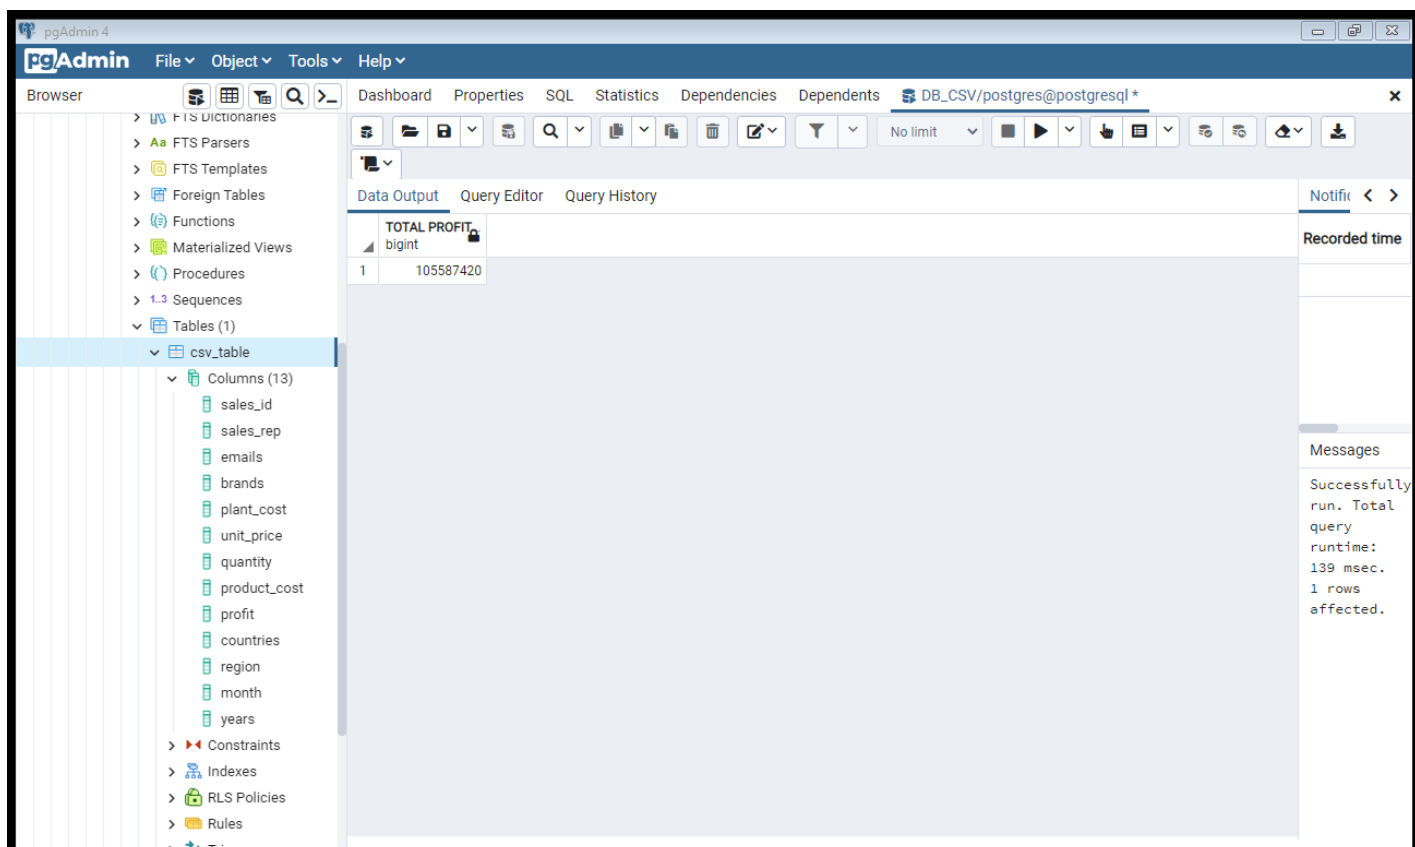 pgAdmin 4
pgAdmin File Object Tools Help
Browser
Dashboard Properties SQL Statistics Dependencies Dependents DB_CSV/postgres@postgresql *
FTS Dictionaries
Aa FTS Parsers
FTS Templates
Foreign Tables
Functions
Materialized Views
Procedures
1..3 Sequences
Tables (1)
csv_table
Columns (13)
sales_id
sales_rep
emails
brands
plant_cost
unit_price
quantity
product_cost
profit
countries
region
month
years
Constraints
Indexes
RLS Policies
Rules
No limit
Data Output Query Editor Query History
TOTAL PROFIT..
bigint
1 105587420
Notific
Recorded time
Messages
Successfully
run. Total
query
runtime:
139 msec.
1 rows
affected.